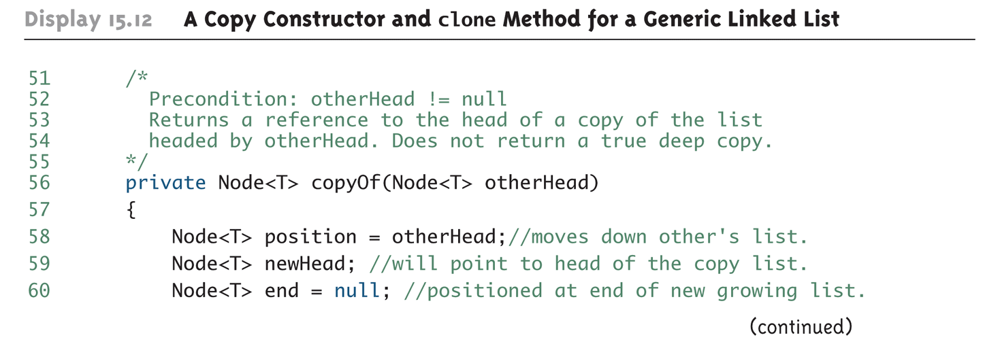 Display 15.12 A Copy Constructor and clone Method for a Generic Linked List
51 /*
52 Precondition: otherHead != null
53 Returns a reference to the head of a copy of the list
54 headed by otherHead. Does not return a true deep copy.
55 */
56 private Node<T> copyOf(Node<T> otherHead)
57 {
58 Node<T> position = otherHead;//moves down other's list.
59 Node<T> newHead; //will point to head of the copy list.
60 Node<T> end = null; //positioned at end of new growing list.
(continued)